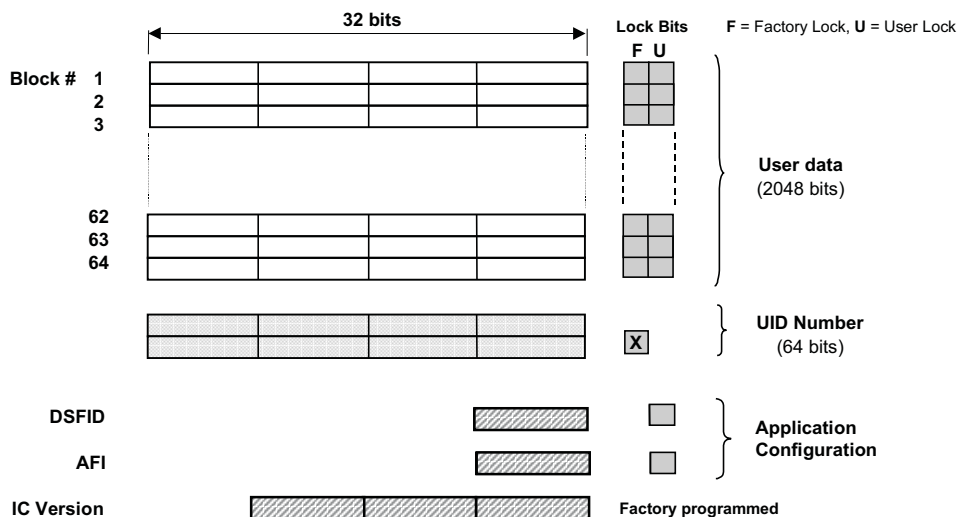 32 bits
Lock Bits
F = Factory Lock, U = User Lock
F U
Block # 1
2
3
User data
(2048 bits)
62
63
64
UID Number
(64 bits)
X
DSFID
Application
Configuration
AFI
IC Version
Factory programmed